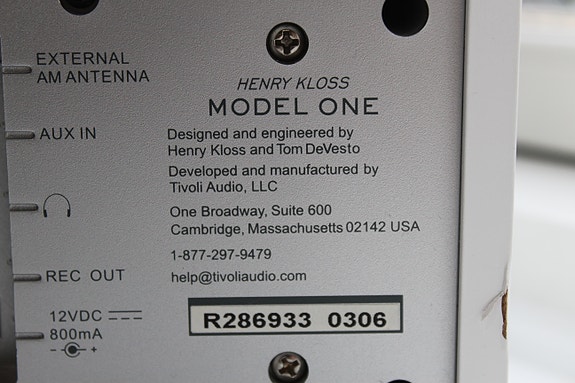 EXTERNAL
AM ANTENNA
AUX IN
REC OUT
12VDC
800mA
- +
HENRY KLOSS
MODEL ONE
Designed and engineered by
Henry Kloss and Tom DeVesto
Developed and manufactured by
Tivoli Audio, LLC
One Broadway, Suite 600
Cambridge, Massachusetts 02142 USA
1-877-297-9479
help@tivoliaudio.com
R286933 0306